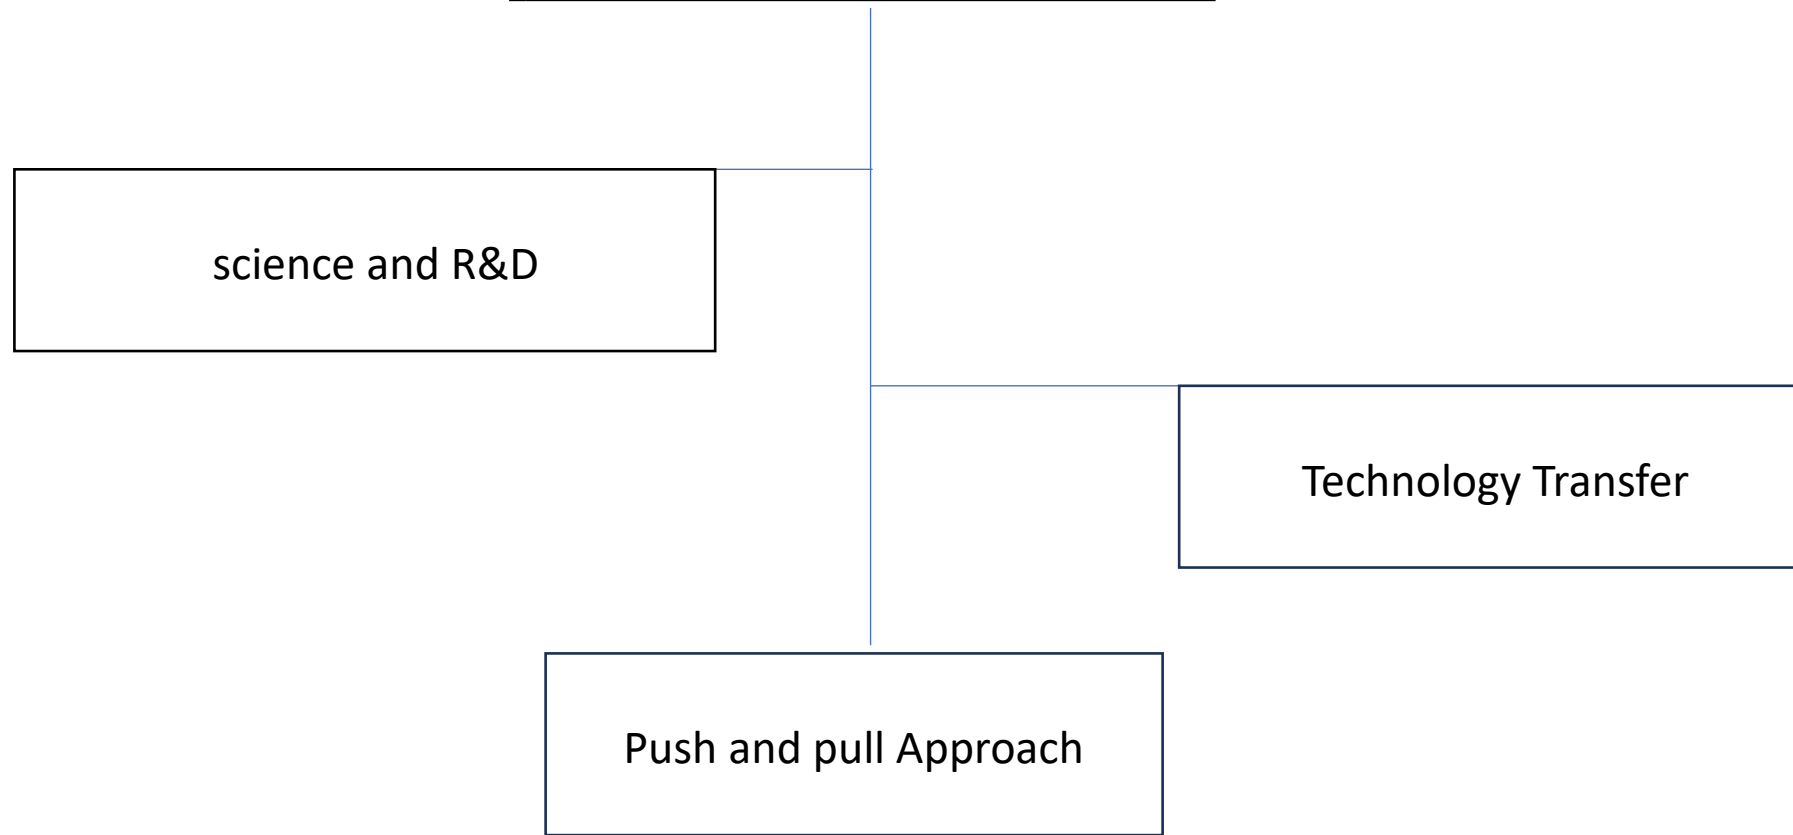 science and R&D
Technology Transfer
Push and pull Approach